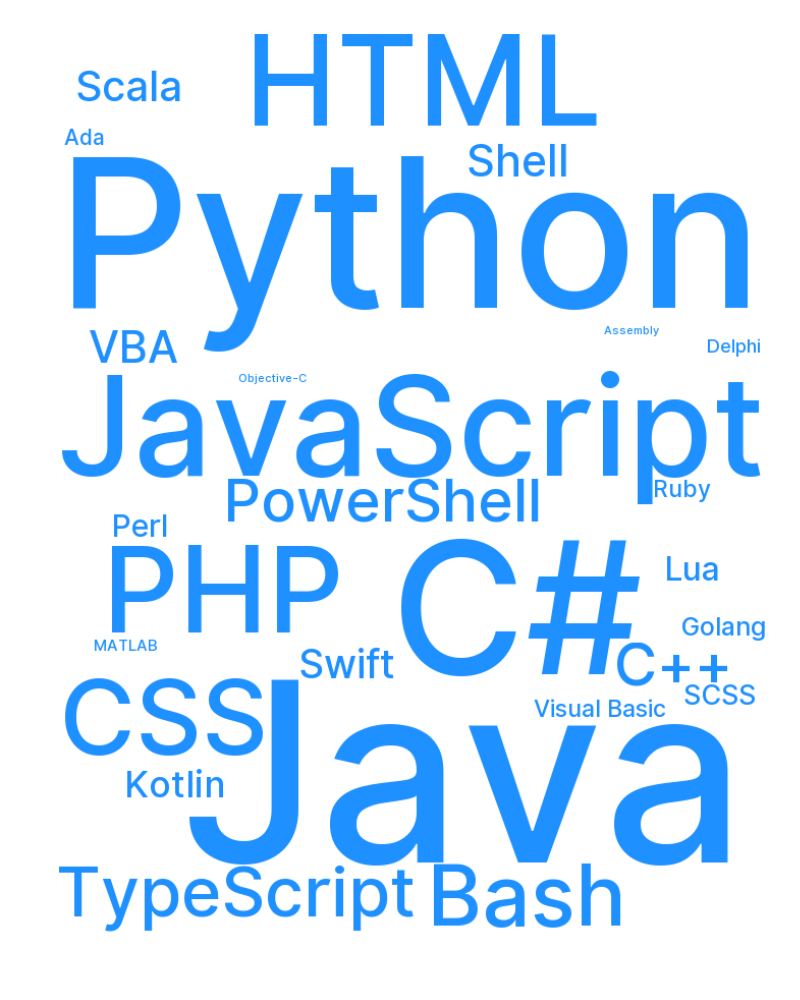 HTML
Scala
Ada
Shell
Python
Assembly
VBA
Delphi
Objective-C
JavaScript
PowerShell
Ruby
Perl
PHP
C#
Lua
Golang
MATLAB
Swift
C++
SCSS
CSS
Visual Basic
Java
Kotlin
TypeScript
Bash